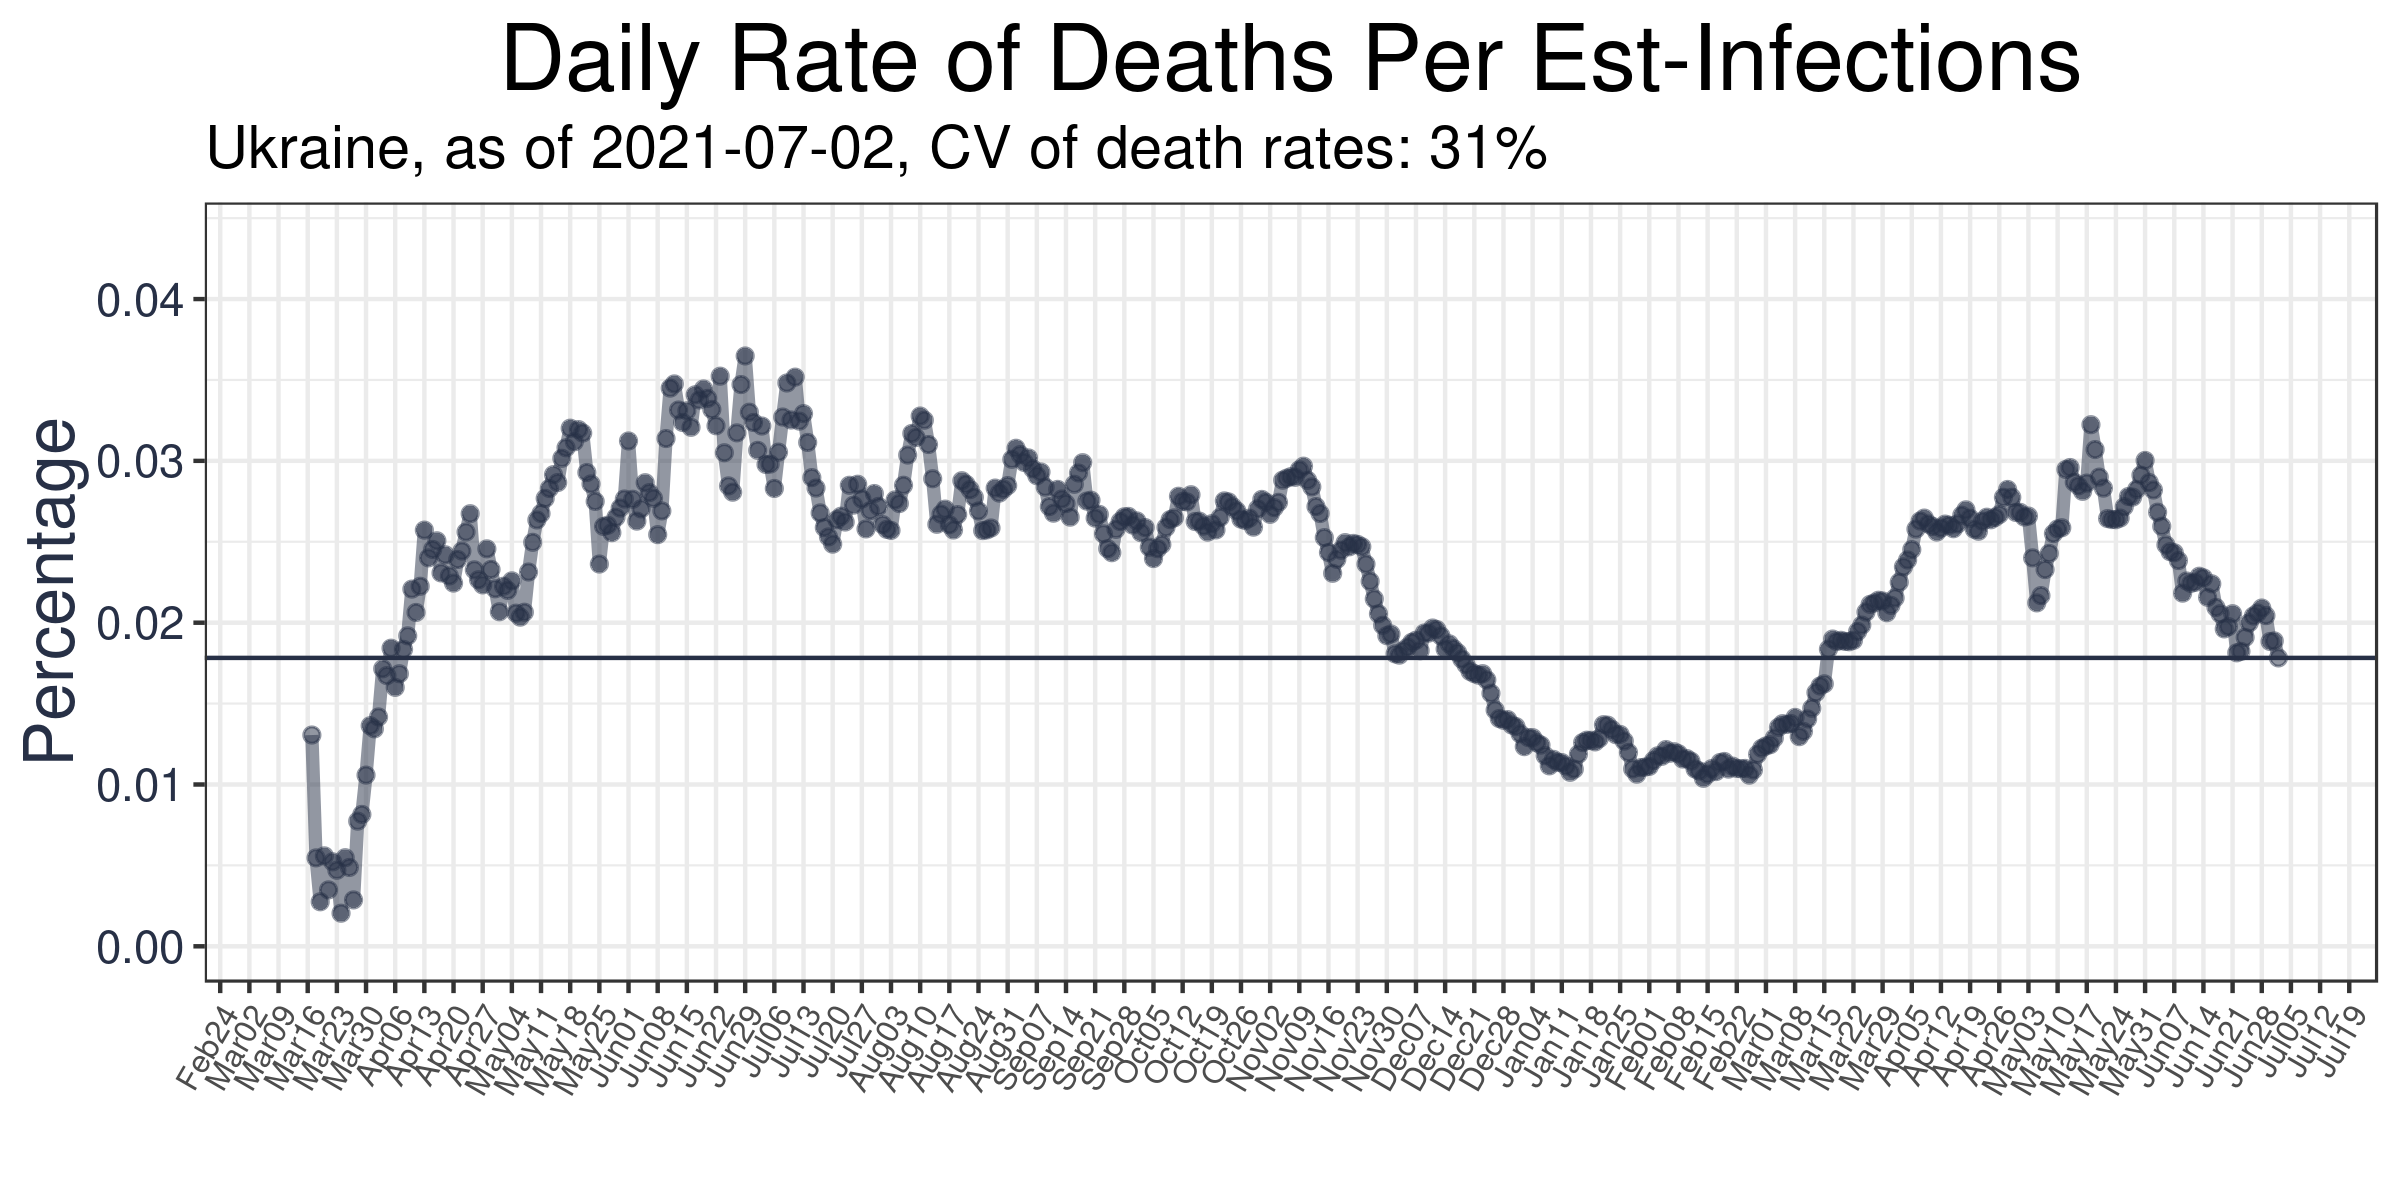 Daily Rate of Deaths Per Est-Infections
Ukraine, as of 2021-07-02, CV of death rates: 31%
Percentage
0.04
0.03
0.02
0.01
0.00
Feb24
Mar02
Mar09
Mar16
Mar23
Mar30
Apr06
Apr13
Apr20
Apr27
May04
May11
May18
May25
Jun01
Jun08
Jun15
Jun22
Jun29
Jul06
Jul13
Jul20
Jul27
Aug03
Aug10
Aug17
Aug24
Aug31
Sep07
Sep14
Sep21
Sep28
Oct05
Oct12
Oct19
Oct26
Nov02
Nov09
Nov16
Nov23
Nov30
Dec07
Dec14
Dec21
Dec28
Jan04
Jan11
Jan18
Jan25
Feb01
Feb08
Feb15
Feb22
Mar01
Mar08
Mar15
Mar22
Mar29
Apr05
Apr12
Apr19
Apr26
May03
May10
May17
May24
May31
Jun07
Jun14
Jun21
Jun28
Jul05
Jul12
Jul19